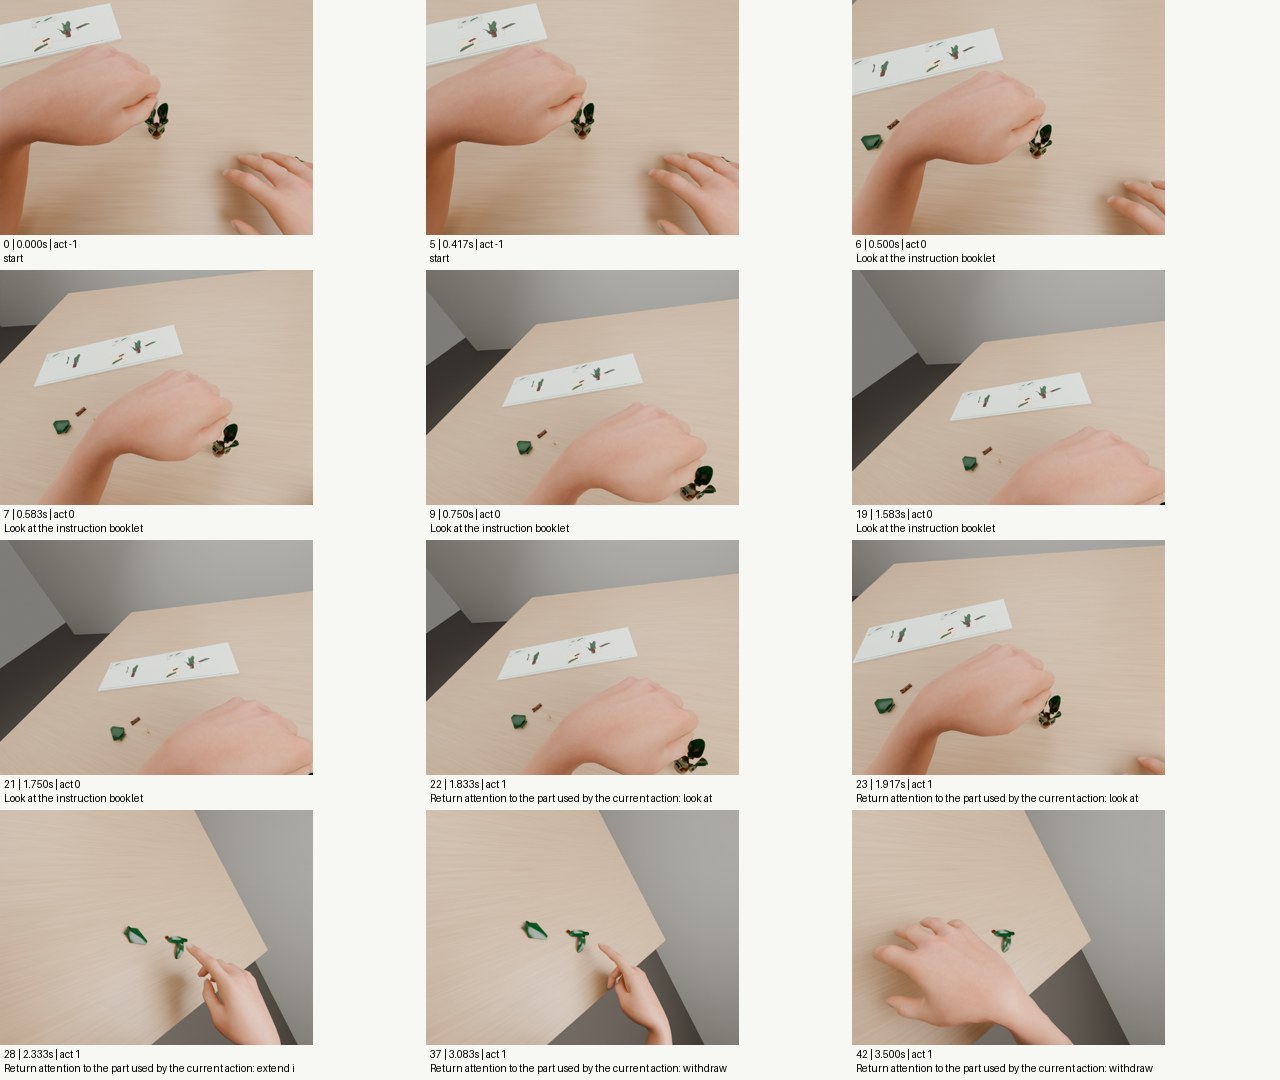 0 | 0.000s | act -1
start
5 | 0.417s | act -1
start
6 | 0.500s | act 0
Look at the instruction booklet
7 | 0.583s | act 0
Look at the instruction booklet
9 | 0.750s | act 0
Look at the instruction booklet
19 | 1.583s | act 0
Look at the instruction booklet
21 | 1.750s | act 0
Look at the instruction booklet
22 | 1.833s | act 1
Return attention to the part used by the current action: look at
23 | 1.917s | act 1
Return attention to the part used by the current action: look at
28 | 2.333s | act 1
Return attention to the part used by the current action: extend i
37 | 3.083s | act 1
Return attention to the part used by the current action: withdraw
42 | 3.500s | act 1
Return attention to the part used by the current action: withdraw